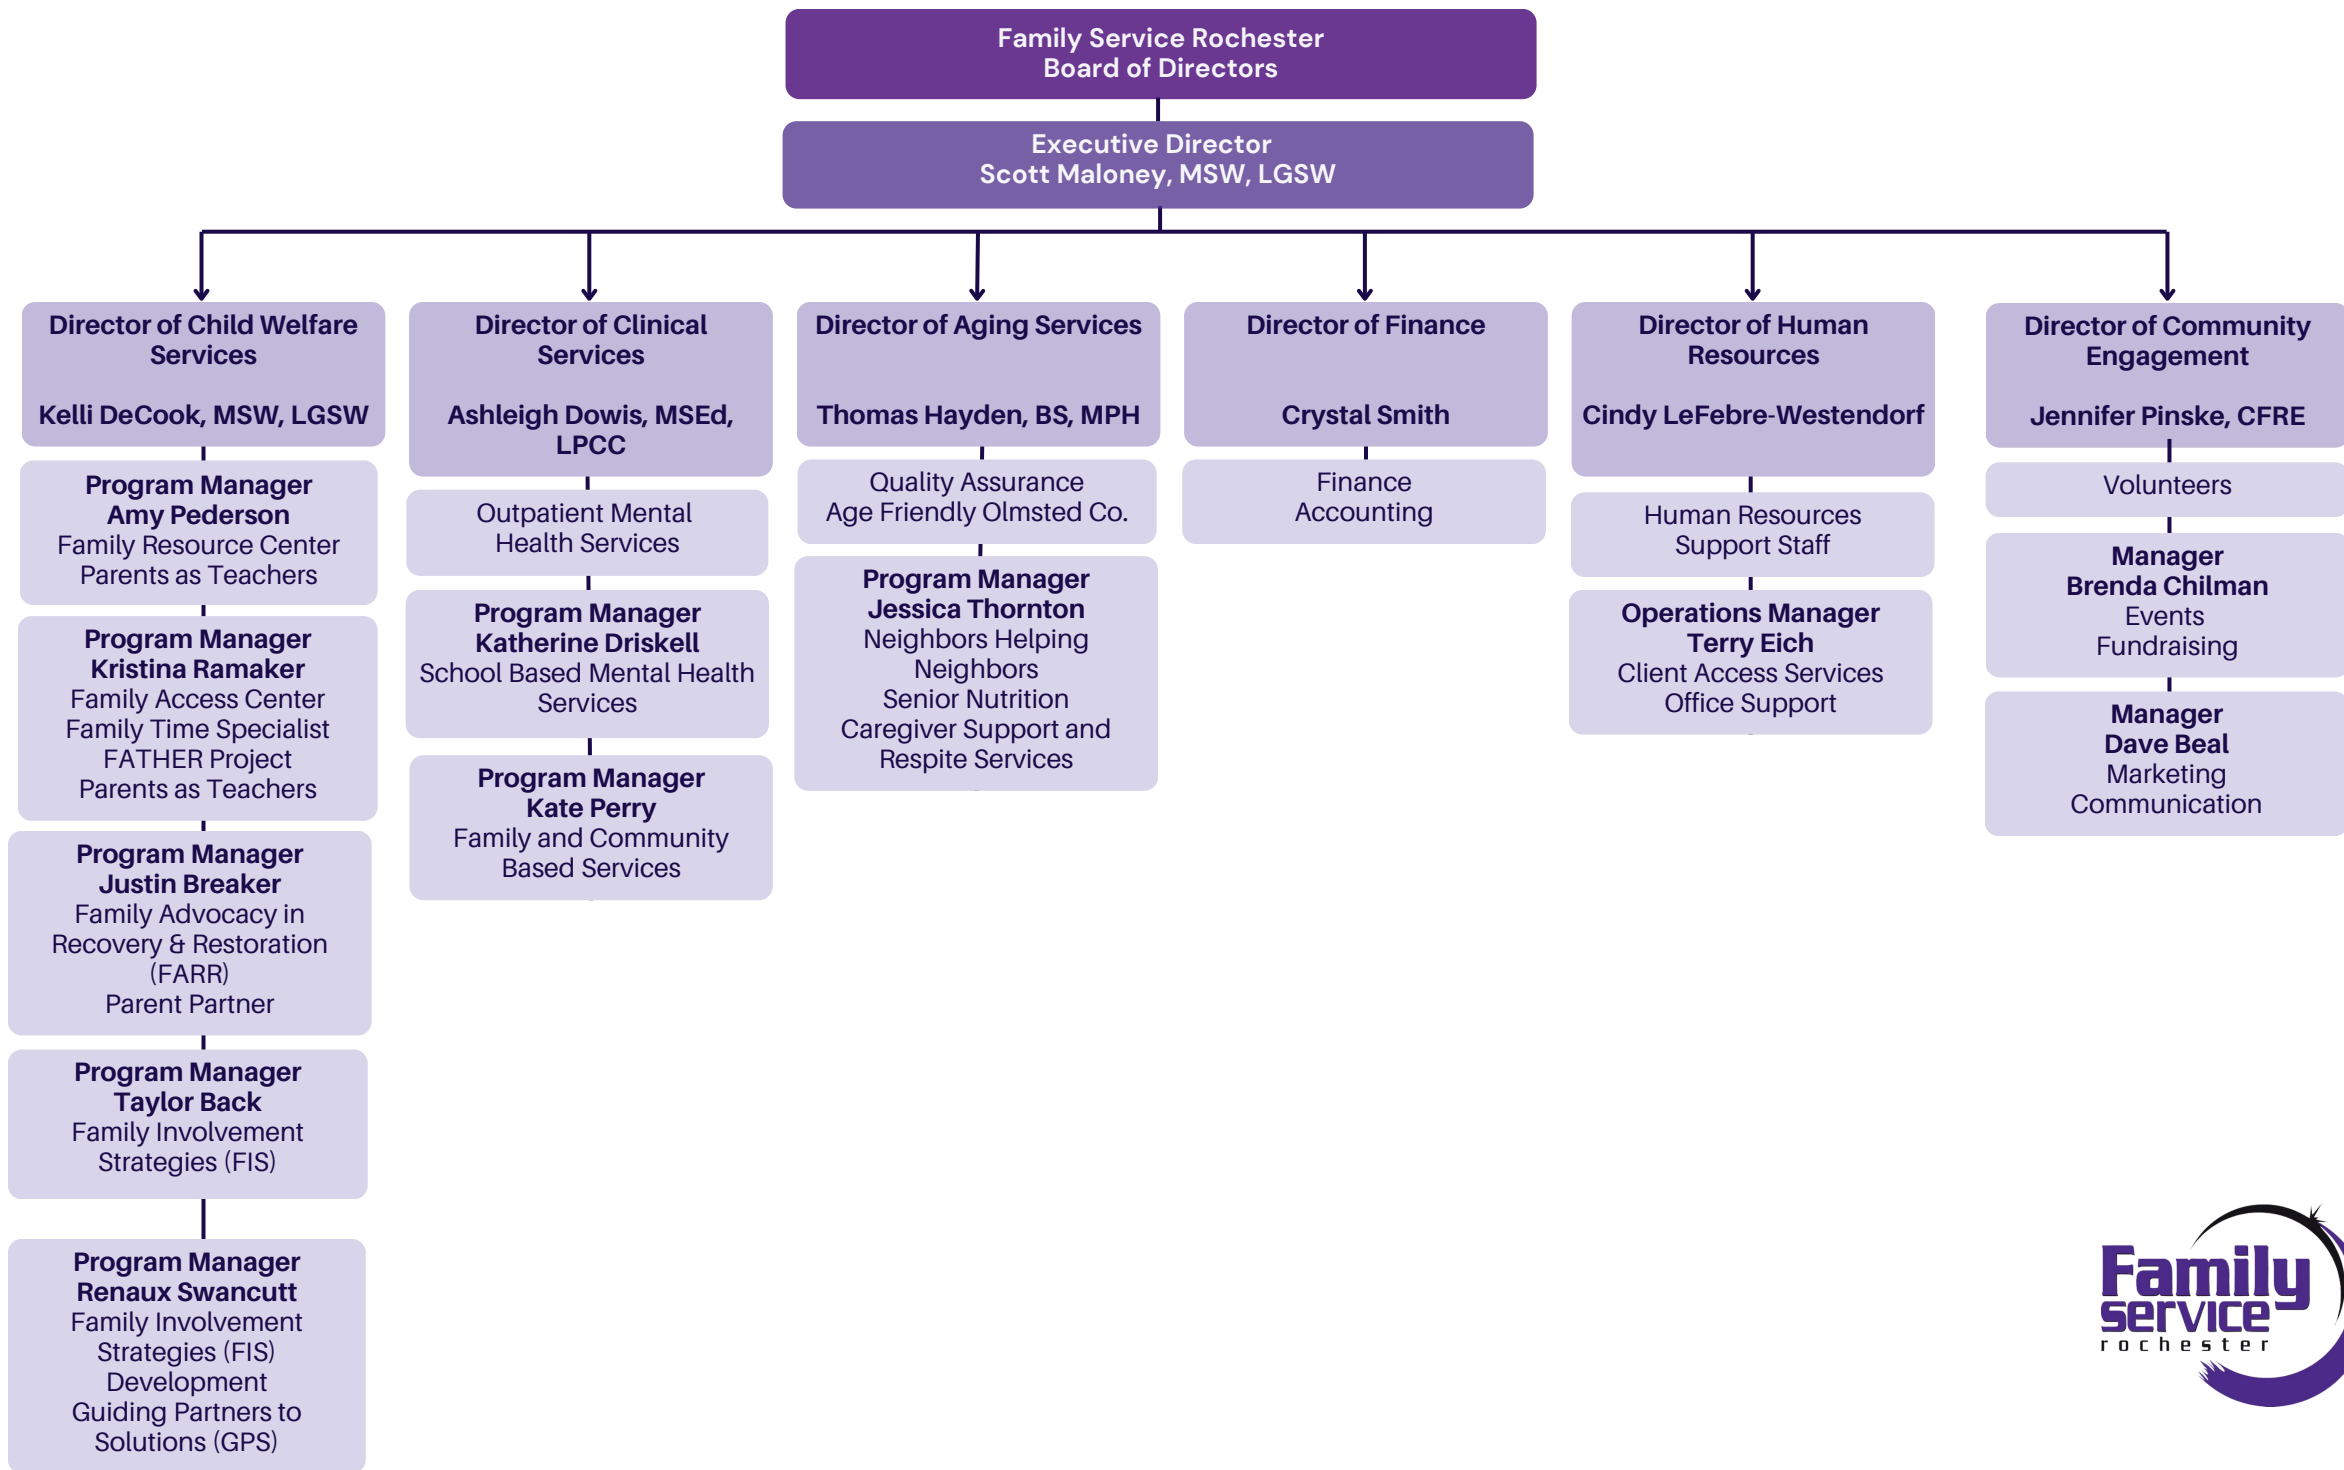 Family Service Rochester
Board of Directors
Executive Director
Scott Maloney, MSW, LGSW
Director of Child Welfare
Services
Kelli DeCook, MSW, LGSW
Program Manager
Amy Pederson
Family Resource Center
Parents as Teachers
Program Manager
Kristina Ramaker
Family Access Center
Family Time Specialist
FATHER Project
Parents as Teachers
Program Manager
Justin Breaker
Family Advocacy in
Recovery & Restoration
(FARR)
Parent Partner
Program Manager
Taylor Back
Family Involvement
Strategies (FIS)
Program Manager
Renaux Swancutt
Family Involvement
Strategies (FIS)
Development
Guiding Partners to
Solutions (GPS)
Director of Clinical
Services
Ashleigh Dowis, MSEd,
LPCC
Outpatient Mental
Health Services
Program Manager
Katherine Driskell
School Based Mental Health
Services
Program Manager
Kate Perry
Family and Community
Based Services
Director of Aging Services
Thomas Hayden, BS, MPH
Quality Assurance
Age Friendly Olmsted Co.
Program Manager
Jessica Thornton
Neighbors Helping
Neighbors
Senior Nutrition
Caregiver Support and
Respite Services
Director of Finance
Crystal Smith
Finance
Accounting
Director of Human
Resources
Cindy LeFebre-Westendorf
Human Resources
Support Staff
Operations Manager
Terry Eich
Client Access Services
Office Support
Director of Community
Engagement
Jennifer Pinske, CFRE
Volunteers
Manager
Brenda Chilman
Events
Fundraising
Manager
Dave Beal
Marketing
Communication
Family
service
rochester